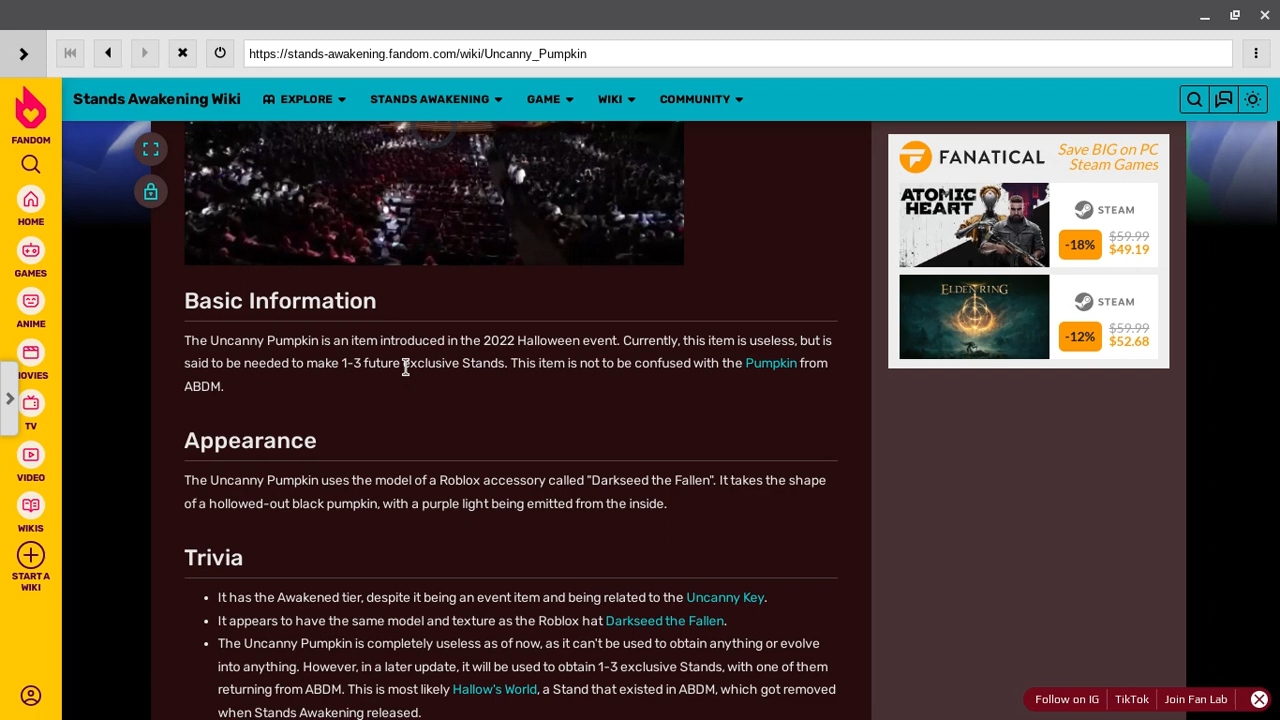 https://stands-awakening.fandom.com/wiki/Uncanny_Pumpkin
Stands Awakening Wiki
EXPLORE
STANDS AWAKENING
GAME
WIKI
COMMUNITY
FANDOM
HOME
GAMES
ANIME
MOVIES
TV
VIDEO
WIKIS
START A
WIKI
Basic Information
The Uncanny Pumpkin is an item introduced in the 2022 Halloween event. Currently, this item is useless, but is
said to be needed to make 1-3 future exclusive Stands. This item is not to be confused with the Pumpkin from
ABDM.
Appearance
The Uncanny Pumpkin uses the model of a Roblox accessory called "Darkseed the Fallen". It takes the shape
of a hollowed-out black pumpkin, with a purple light being emitted from the inside.
Trivia
• It has the Awakened tier, despite it being an event item and being related to the Uncanny Key.
• It appears to have the same model and texture as the Roblox hat Darkseed the Fallen.
• The Uncanny Pumpkin is completely useless as of now, as it can't be used to obtain anything or evolve
into anything. However, in a later update, it will be used to obtain 1-3 exclusive Stands, with one of them
returning from ABDM. This is most likely Hallow's World, a Stand that existed in ABDM, which got removed
when Stands Awakening released.
FANATICAL
Save BIG on PC
Steam Games
ATOMIC
HEART
STEAM
-18%
$59.99
$49.19
ELDEN RING
STEAM
-12%
$59.99
$52.68
Follow on IG
TikTok
Join Fan Lab